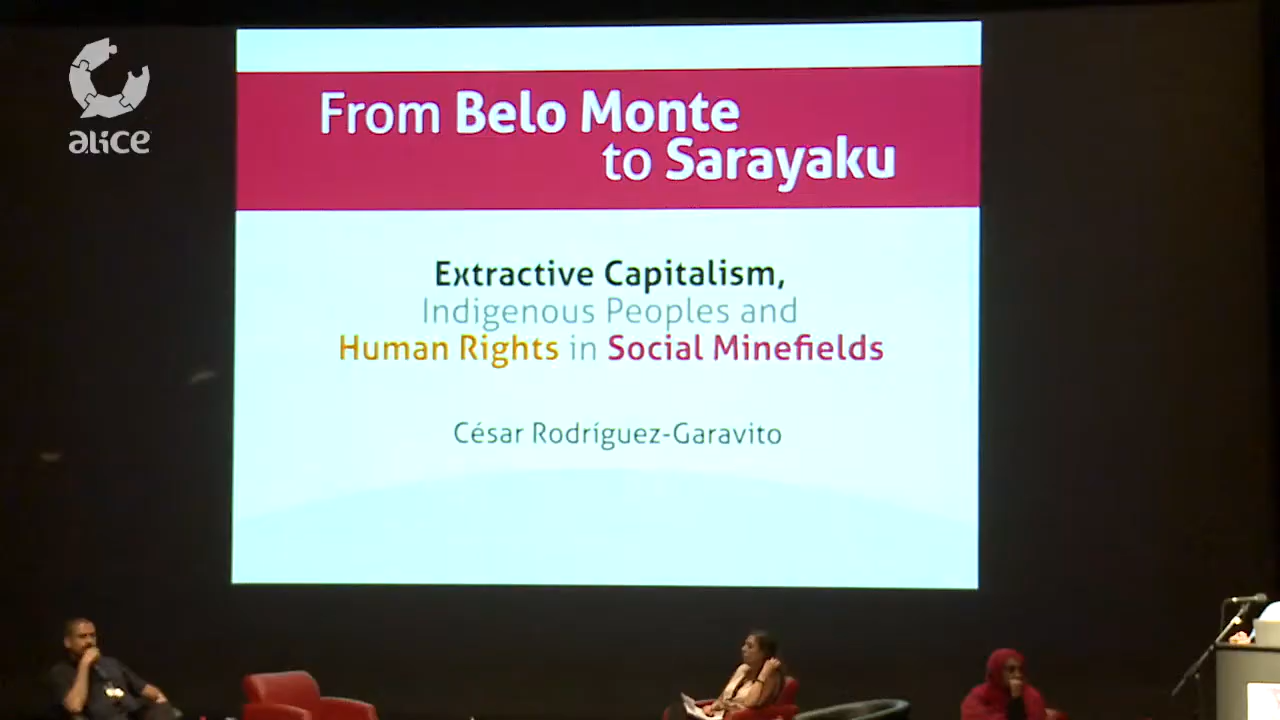 alice
From Belo Monte
to Sarayaku
Extractive Capitalism,
Indigenous Peoples and
Human Rights in Social Minefields
César Rodríguez-Garavito